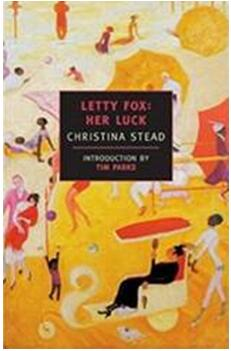 LETTY FOX:
HER LUCK
CHRISTINA STEAD
INTRODUCTION BY
TIM PARKS